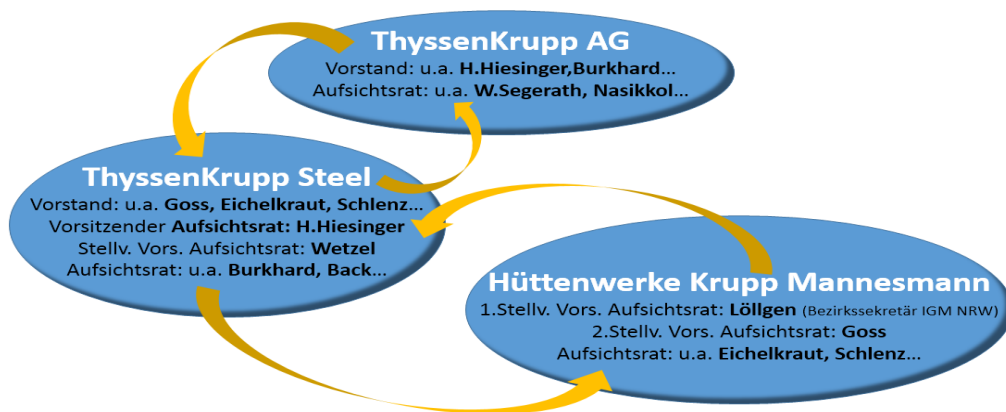 ThyssenKrupp AG
Vorstand: u.a. H.Hiesinger,Burkhard...
Aufsichtsrat: u.a. W.Segerath, Nasikkol...
ThyssenKrupp Steel
Vorstand: u.a. Goss, Eichelkraut, Schlenz...
Vorsitzender Aufsichtsrat: H.Hiesinger
Stellv. Vors. Aufsichtsrat: Wetzel
Aufsichtsrat: u.a. Burkhard, Back...
Hüttenwerke Krupp Mannesmann
1.Stellv. Vors. Aufsichtsrat: Löllgen (Bezirkssekretär IGM NRW)
2.Stellv. Vors. Aufsichtsrat: Goss
Aufsichtsrat: u.a. Eichelkraut, Schlenz...